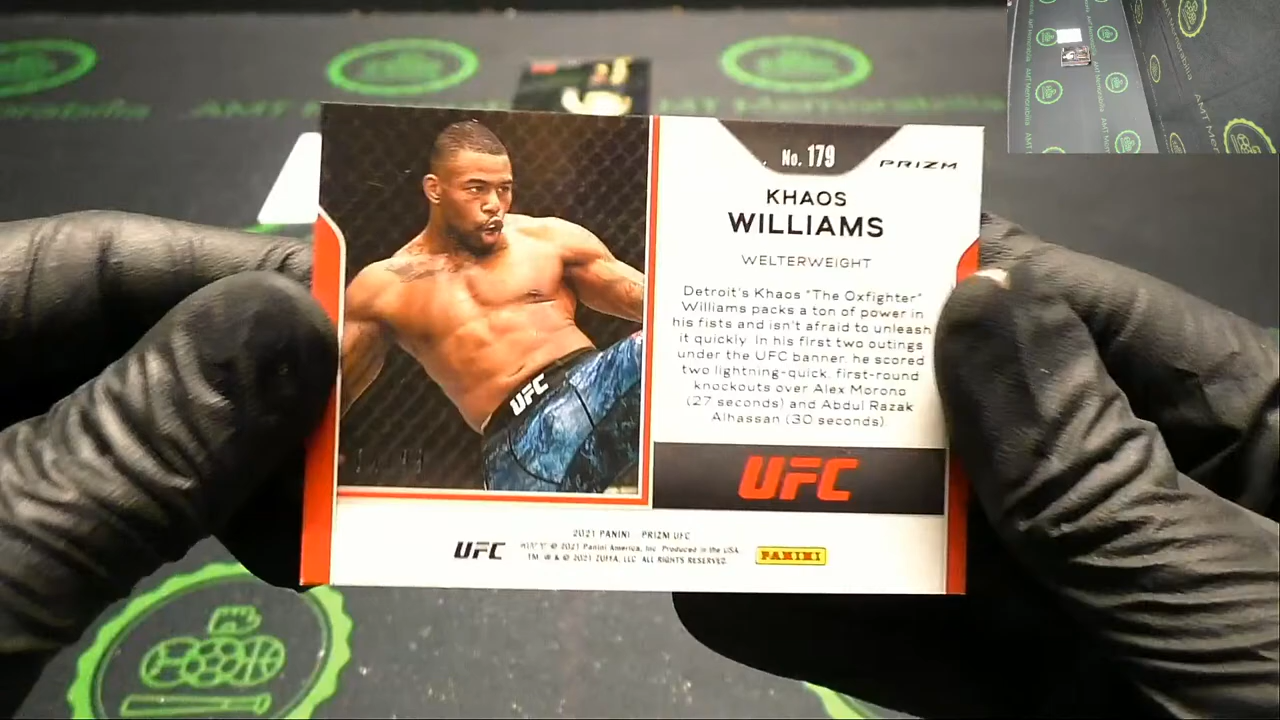 AMT Memorabilia
No. 179
PRIZM
KHAOS
WILLIAMS
WELTERWEIGHT
Detroit's Khaos "The Oxfighter"
Williams packs a ton of power in
his fists and isn't afraid to unleash
it quickly. In his first two outings
under the UFC banner, he scored
two lightning-quick, first-round
knockouts over Alex Morono
(27 seconds) and Abdul Razak
Alhassan (30 seconds).
UFC
UFC
2021 PANINI - PRIZM UFC
UFC
© 2021 Panini America, Inc. Produced in the USA.
TM, ® & © 2021 ZUFFA, LLC. ALL RIGHTS RESERVED.
PANINI